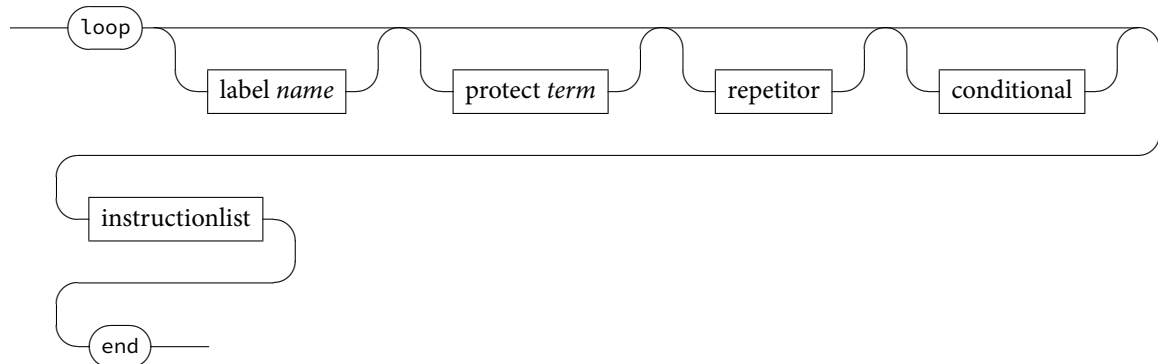 loop
label name protect term repetitor conditional
instructionlist
end